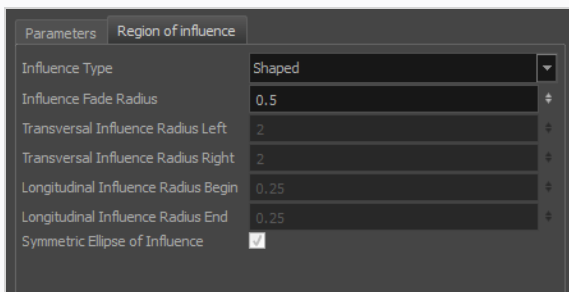 Parameters Region of influence
Influence Type Shaped
Influence Fade Radius 0.5
Transversal Influence Radius Left 2
Transversal Influence Radius Right 2
Longitudinal Influence Radius Begin 0.25
Longitudinal Influence Radius End 0.25
Symmetric Ellipse of Influence